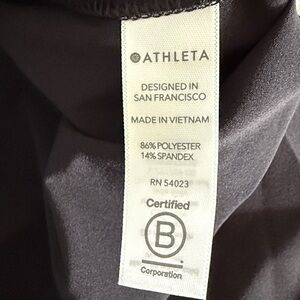 ATHLETA
DESIGNED IN
SAN FRANCISCO
MADE IN VIETNAM
86% POLYESTER
14% SPANDEX
RN 54023
Certified
B
Corporation